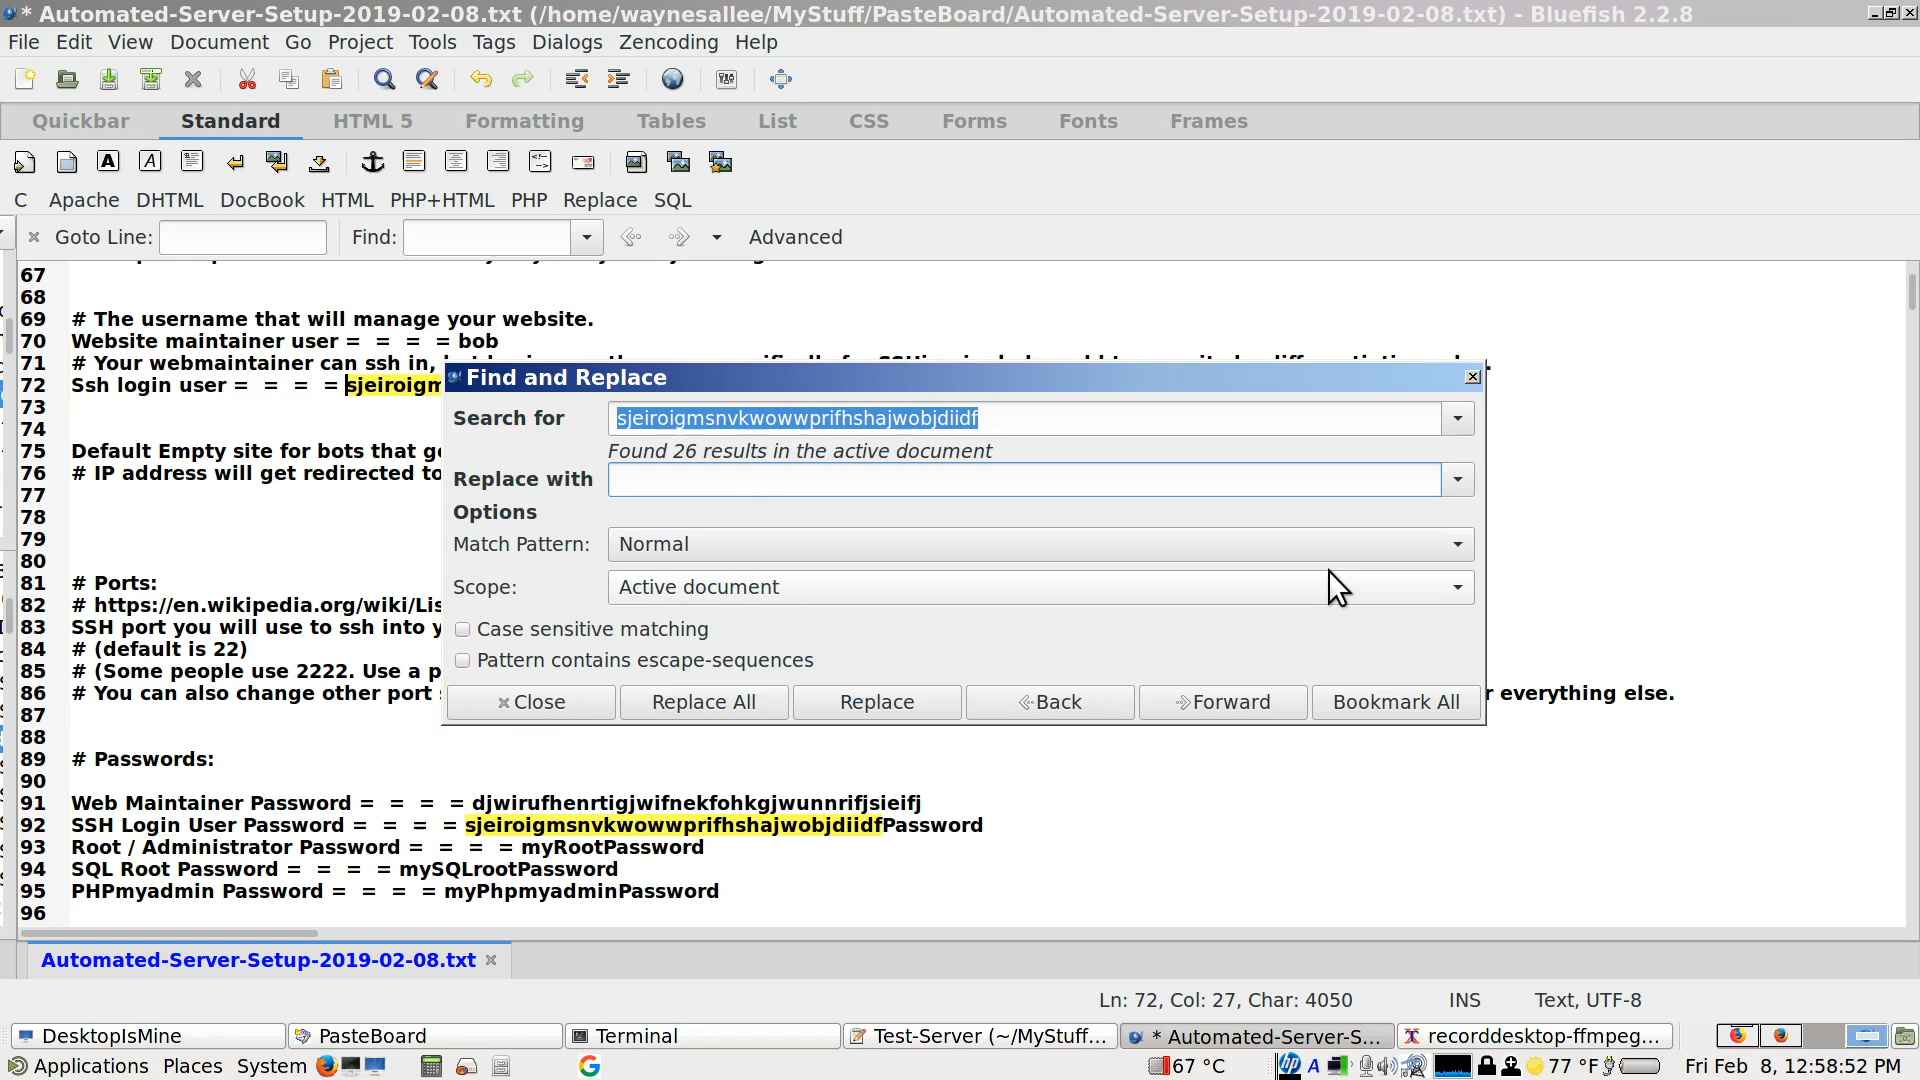 * Automated-Server-Setup-2019-02-08.txt (/home/waynesallee/MyStuff/PasteBoard/Automated-Server-Setup-2019-02-08.txt) - Bluefish 2.2.8
File Edit View Document Go Project Tools Tags Dialogs Zencoding Help
Quickbar Standard HTML 5 Formatting Tables List CSS Forms Fonts Frames
C Apache DHTML DocBook HTML PHP+HTML PHP Replace SQL
Goto Line: Find: Advanced
67
68
69 # The username that will manage your website.
70 Website maintainer user = = = = bob
71 # Your webmaintainer can ssh in,
72 Ssh login user = = = = sjeiroigm
73
74
75 Default Empty site for bots that
76 # IP address will get redirected to
77
78
79
80
81 # Ports:
82 # https://en.wikipedia.org/wiki/Lis
83 SSH port you will use to ssh into
84 # (default is 22)
85 # (Some people use 2222. Use a
86 # You can also change other port everything else.
87
88
89 # Passwords:
90
91 Web Maintainer Password = = = = djwirufhenrtigjwifnekfohkgjwunnrifjsieifj
92 SSH Login User Password = = = = sjeiroigmsnvkwowwprifhshajwobjdiidfPassword
93 Root / Administrator Password = = = = myRootPassword
94 SQL Root Password = = = = mySQLrootPassword
95 PHPmyadmin Password = = = = myPhpmyadminPassword
96
Find and Replace
Search for sjeiroigmsnvkwowwprifhshajwobjdiidf
Found 26 results in the active document
Replace with
Options
Match Pattern: Normal
Scope: Active document
Case sensitive matching
Pattern contains escape-sequences
Close Replace All Replace Back Forward Bookmark All
Automated-Server-Setup-2019-02-08.txt
Ln: 72, Col: 27, Char: 4050 INS Text, UTF-8
DesktopIsMine PasteBoard Terminal Test-Server (~/MyStuff... * Automated-Server-S... recorddesktop-ffmpeg...
Applications Places System 67 °C 77 °F Fri Feb 8, 12:58:52 PM